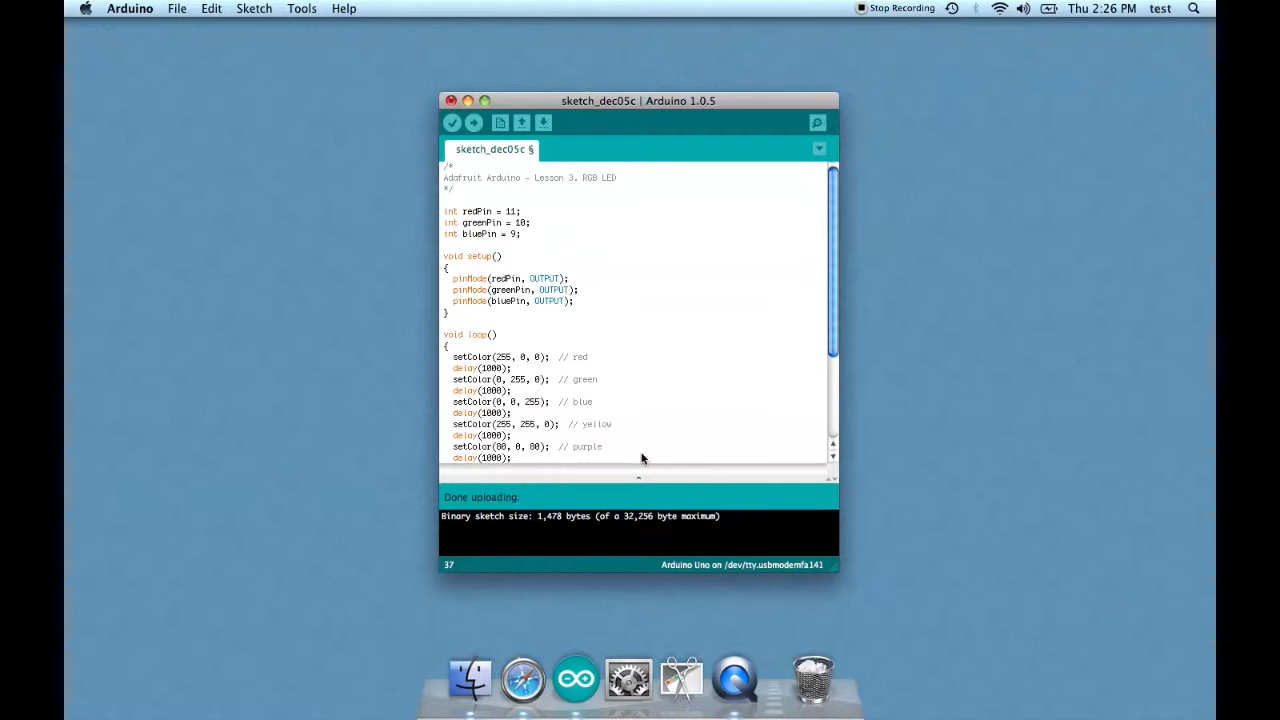 Arduino File Edit Sketch Tools Help Stop Recording Thu 2:26 PM test
sketch_dec05c | Arduino 1.0.5
sketch_dec05c §
/*
Adafruit Arduino - Lesson 3. RGB LED
*/
int redPin = 11;
int greenPin = 10;
int bluePin = 9;
void setup()
{
pinMode(redPin, OUTPUT);
pinMode(greenPin, OUTPUT);
pinMode(bluePin, OUTPUT);
}
void loop()
{
setColor(255, 0, 0); // red
delay(1000);
setColor(0, 255, 0); // green
delay(1000);
setColor(0, 0, 255); // blue
delay(1000);
setColor(255, 255, 0); // yellow
delay(1000);
setColor(80, 0, 80); // purple
delay(1000);
Done uploading.
Binary sketch size: 1,478 bytes (of a 32,256 byte maximum)
37 Arduino Uno on /dev/tty.usbmodemfa141